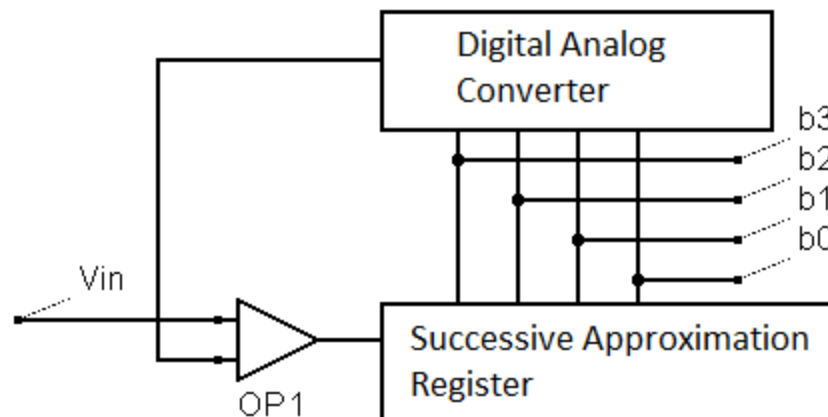 Digital Analog
Converter
b3
b2
b1
b0
Vin
OP1
Successive Approximation
Register